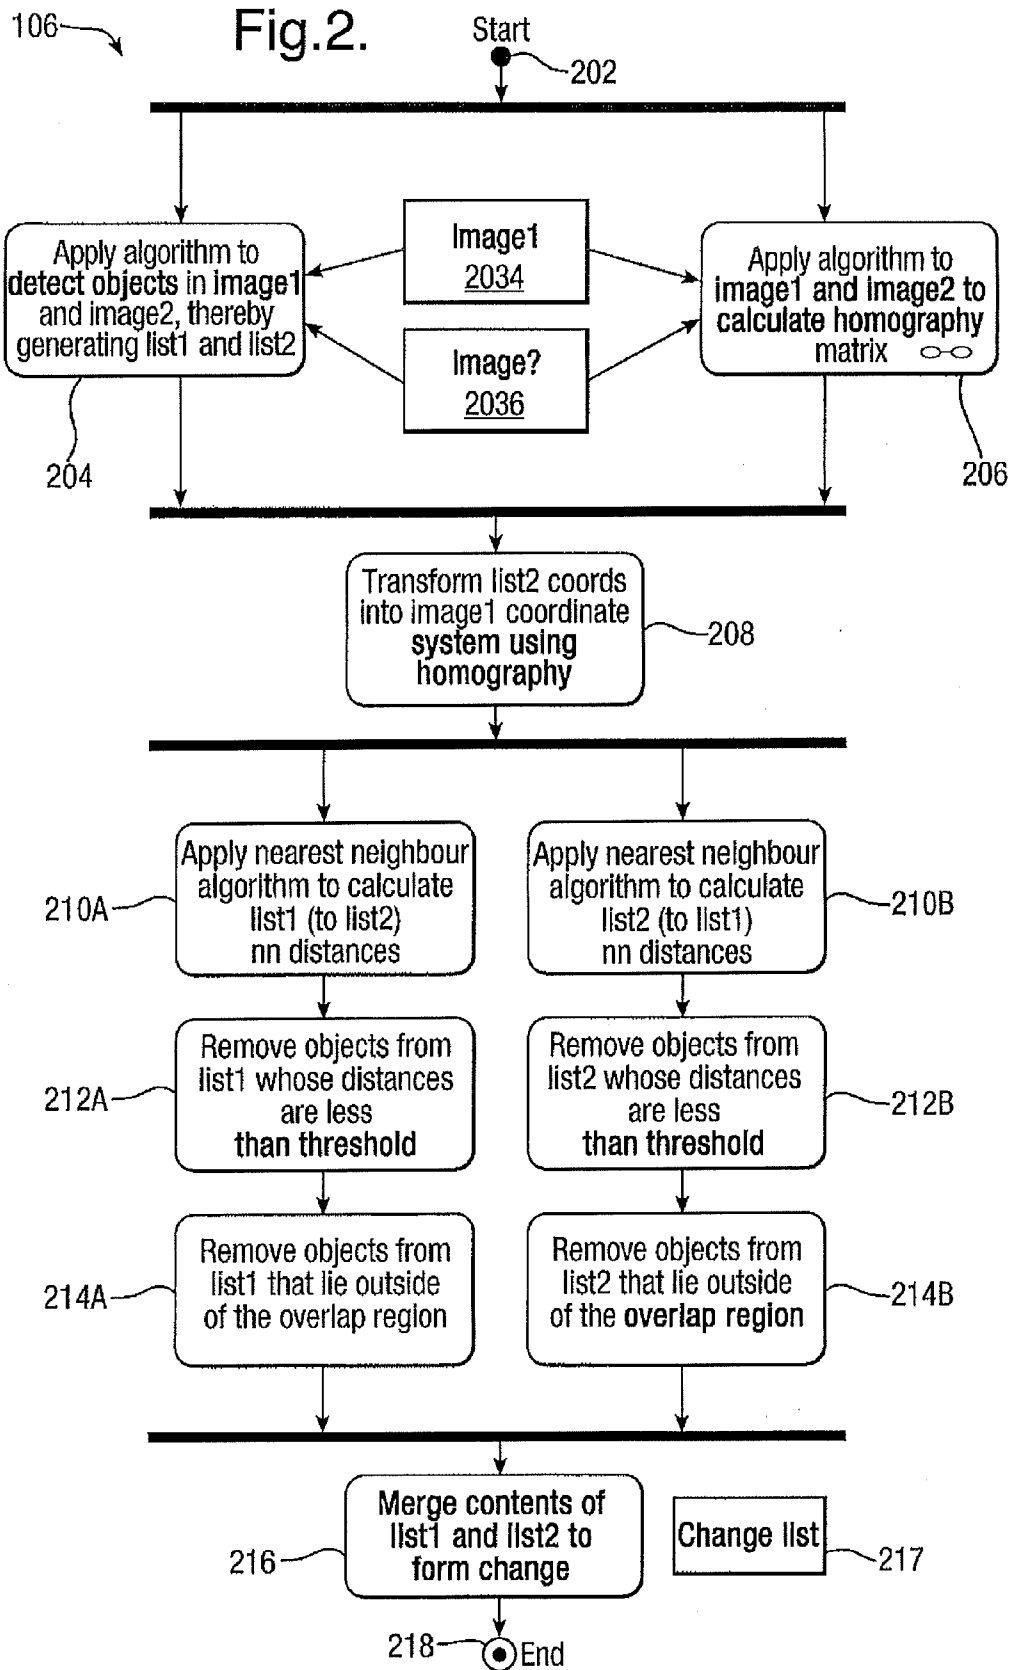 106
Fig.2.
Start
202
Apply algorithm to
detect objects in image1
and image2, thereby
generating list1 and list2
204
Image1
2034
Image?
2036
Apply algorithm to
image1 and image2 to
calculate homography
matrix
206
Transform list2 coords
into image1 coordinate
system using
homography
208
Apply nearest neighbour
algorithm to calculate
list1 (to list2)
nn distances
210A
Apply nearest neighbour
algorithm to calculate
list2 (to list1)
nn distances
210B
Remove objects from
list1 whose distances
are less
than threshold
212A
Remove objects from
list2 whose distances
are less
than threshold
212B
Remove objects from
list1 that lie outside
of the overlap region
214A
Remove objects from
list2 that lie outside
of the overlap region
214B
Merge contents of
list1 and list2 to
form change
216
Change list
217
218
End